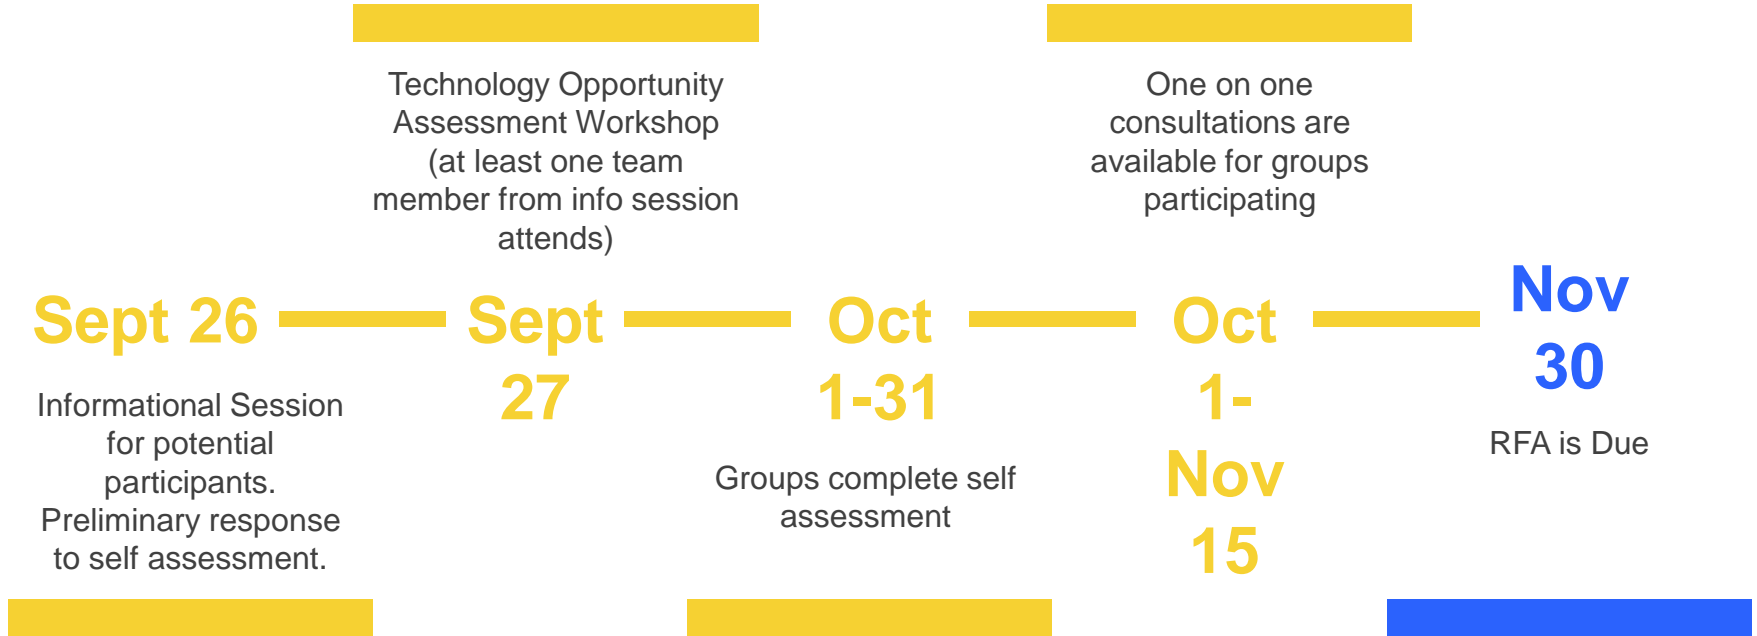 Technology Opportunity
Assessment Workshop
(at least one team
member from info session
attends)
One on one
consultations are
available for groups
participating
Sept 26
Informational Session
for potential
participants.
Preliminary response
to self assessment.
Sept
27
Oct
1-31
Groups complete self
assessment
Oct
1-
Nov
15
Nov
30
RFA is Due